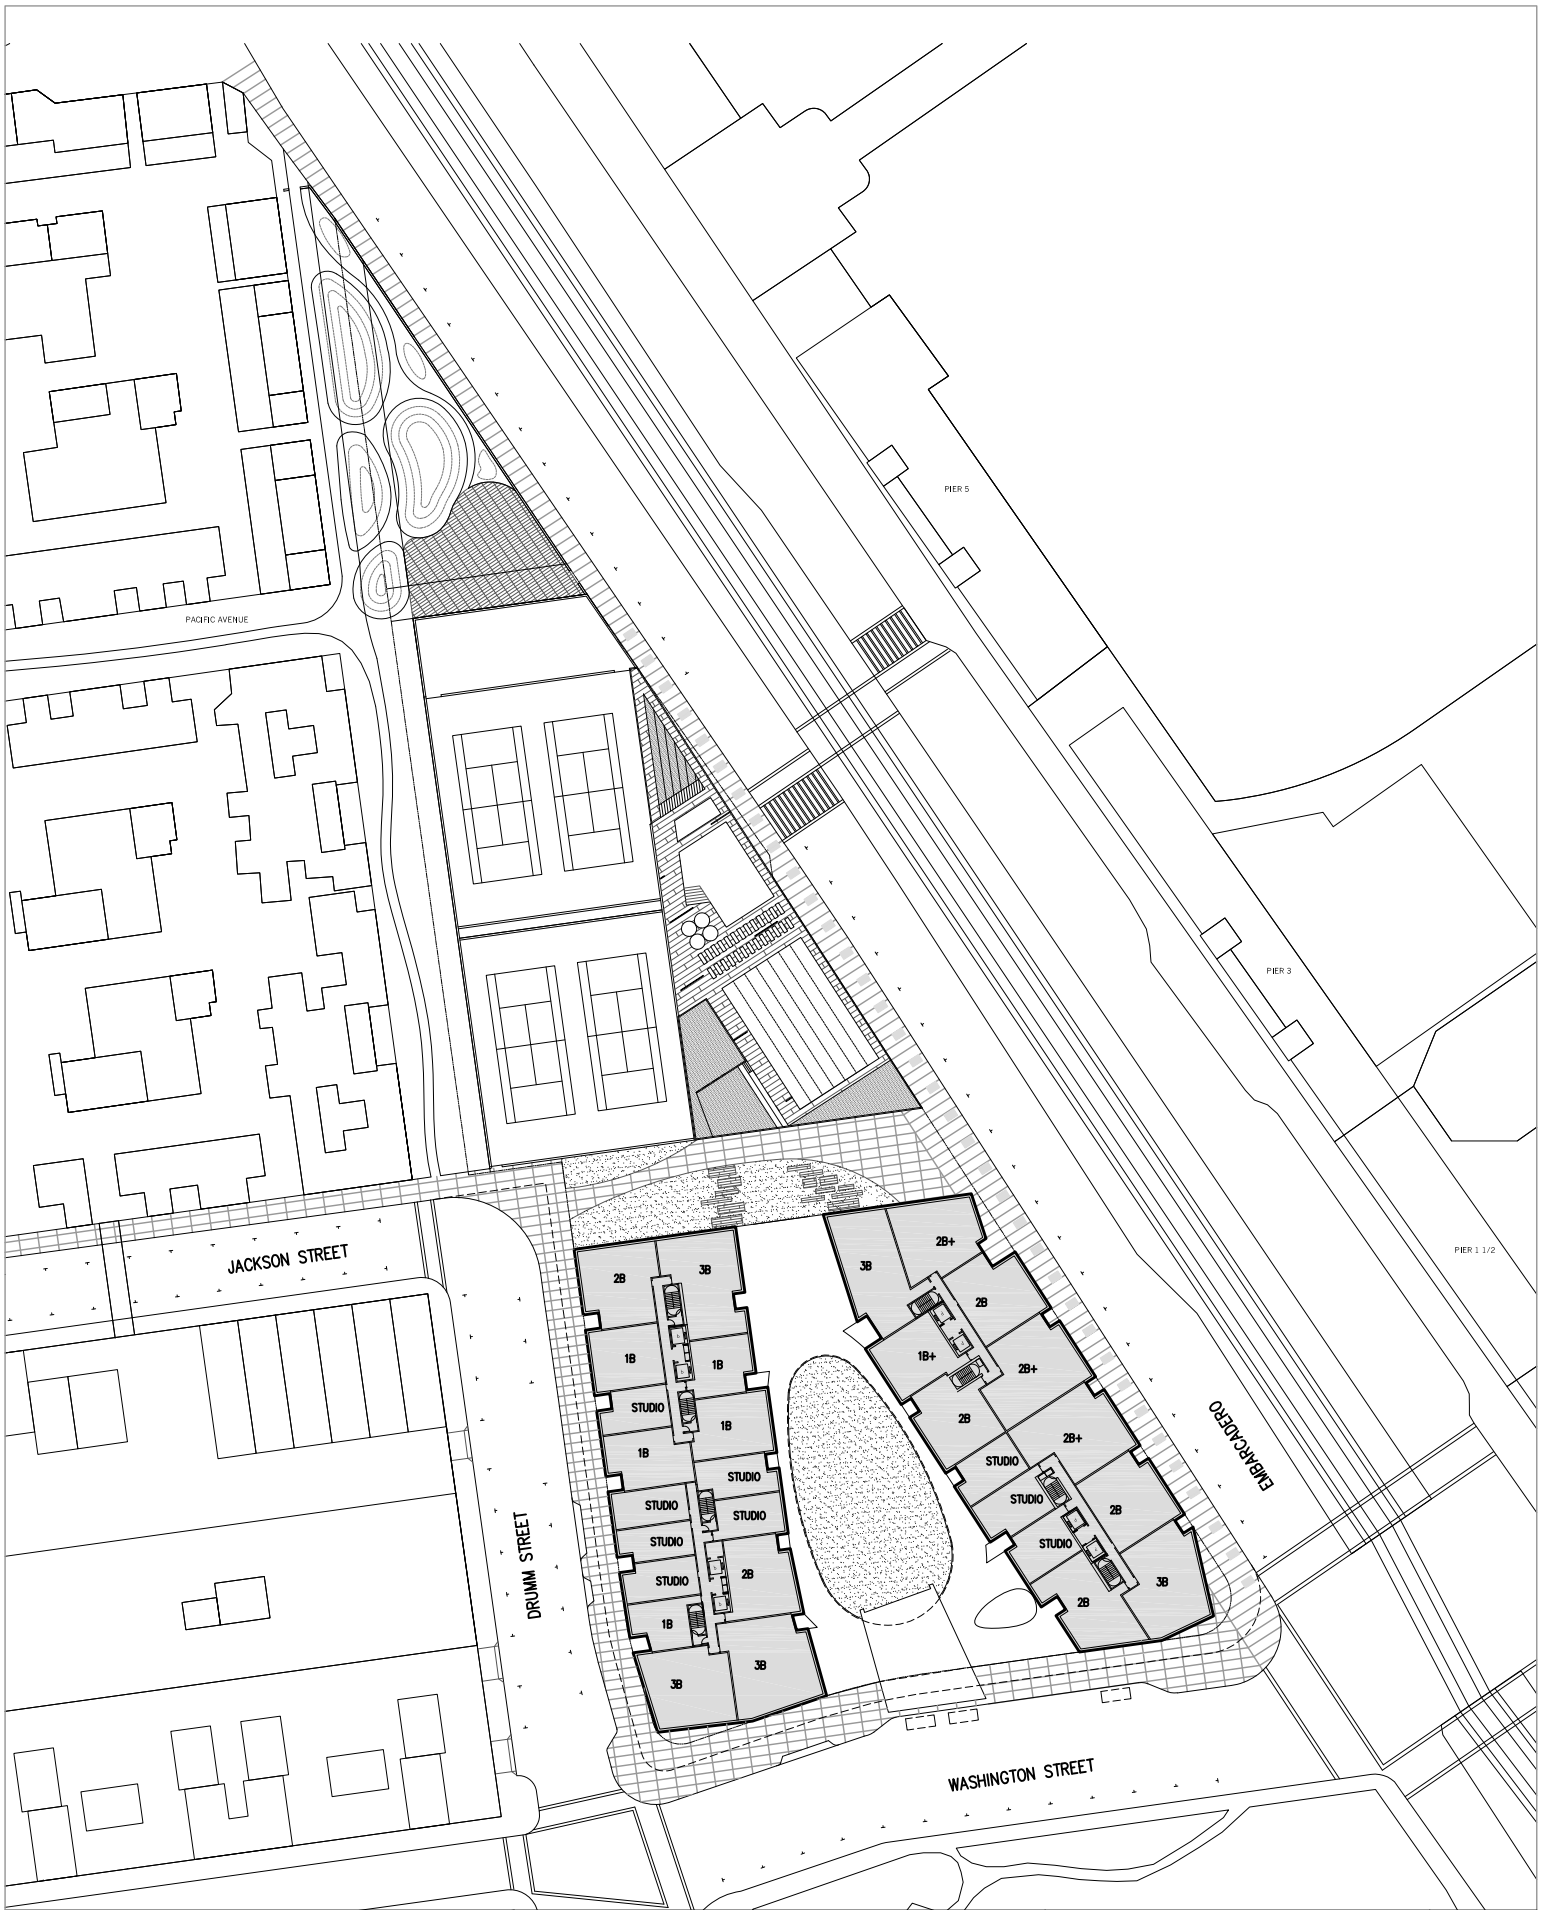 PIER 5
PACIFIC AVENUE
PIER 3
PIER 1 1/2
JACKSON STREET
2B+
3B
2B
3B
2B
1B
1B+
1B
2B+
STUDIO
2B
EMBARCADERO
1B
2B+
1B
STUDIO
STUDIO
STUDIO
STUDIO
2B
STUDIO
STUDIO
STUDIO
DRUMM STREET
STUDIO
2B
3B
2B
1B
3B
3B
WASHINGTON STREET